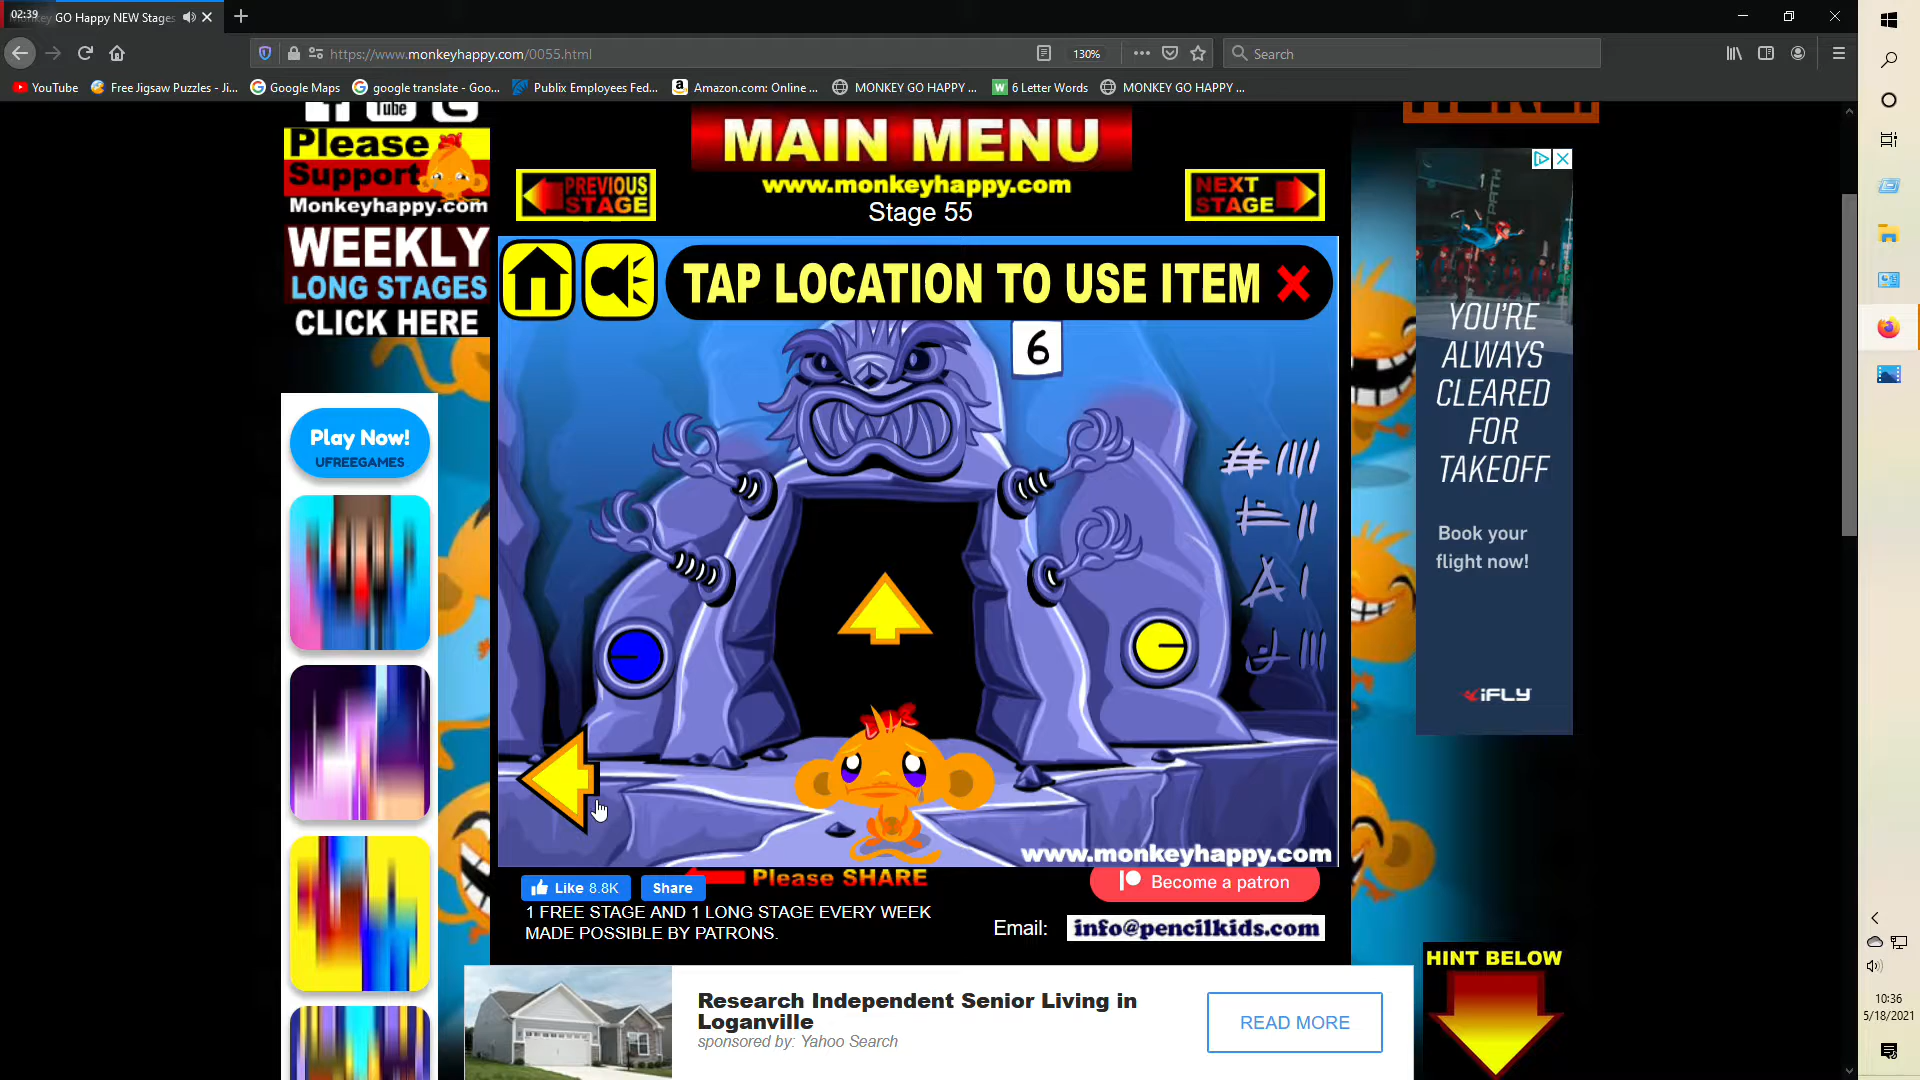 02:39
Monkey GO Happy NEW Stages
https://www.monkeyhappy.com/0055.html
130%
Search
YouTube
Free Jigsaw Puzzles - Ji...
Google Maps
google translate - Goo...
Publix Employees Fed...
Amazon.com: Online ...
MONKEY GO HAPPY ...
6 Letter Words
MONKEY GO HAPPY ...
Tube
Please
Support
Monkeyhappy.com
WEEKLY
LONG STAGES
CLICK HERE
MAIN MENU
www.monkeyhappy.com
Stage 55
PREVIOUS
STAGE
NEXT
STAGE
TAP LOCATION TO USE ITEM
6
www.monkeyhappy.com
Play Now!
UFREEGAMES
YOU'RE
ALWAYS
CLEARED
FOR
TAKEOFF
Book your
flight now!
iFLY
Like 8.8K
Share
Please SHARE
Become a patron
1 FREE STAGE AND 1 LONG STAGE EVERY WEEK
MADE POSSIBLE BY PATRONS.
Email:
info@pencilkids.com
Research Independent Senior Living in
Loganville
sponsored by: Yahoo Search
READ MORE
HINT BELOW
10:36
5/18/2021